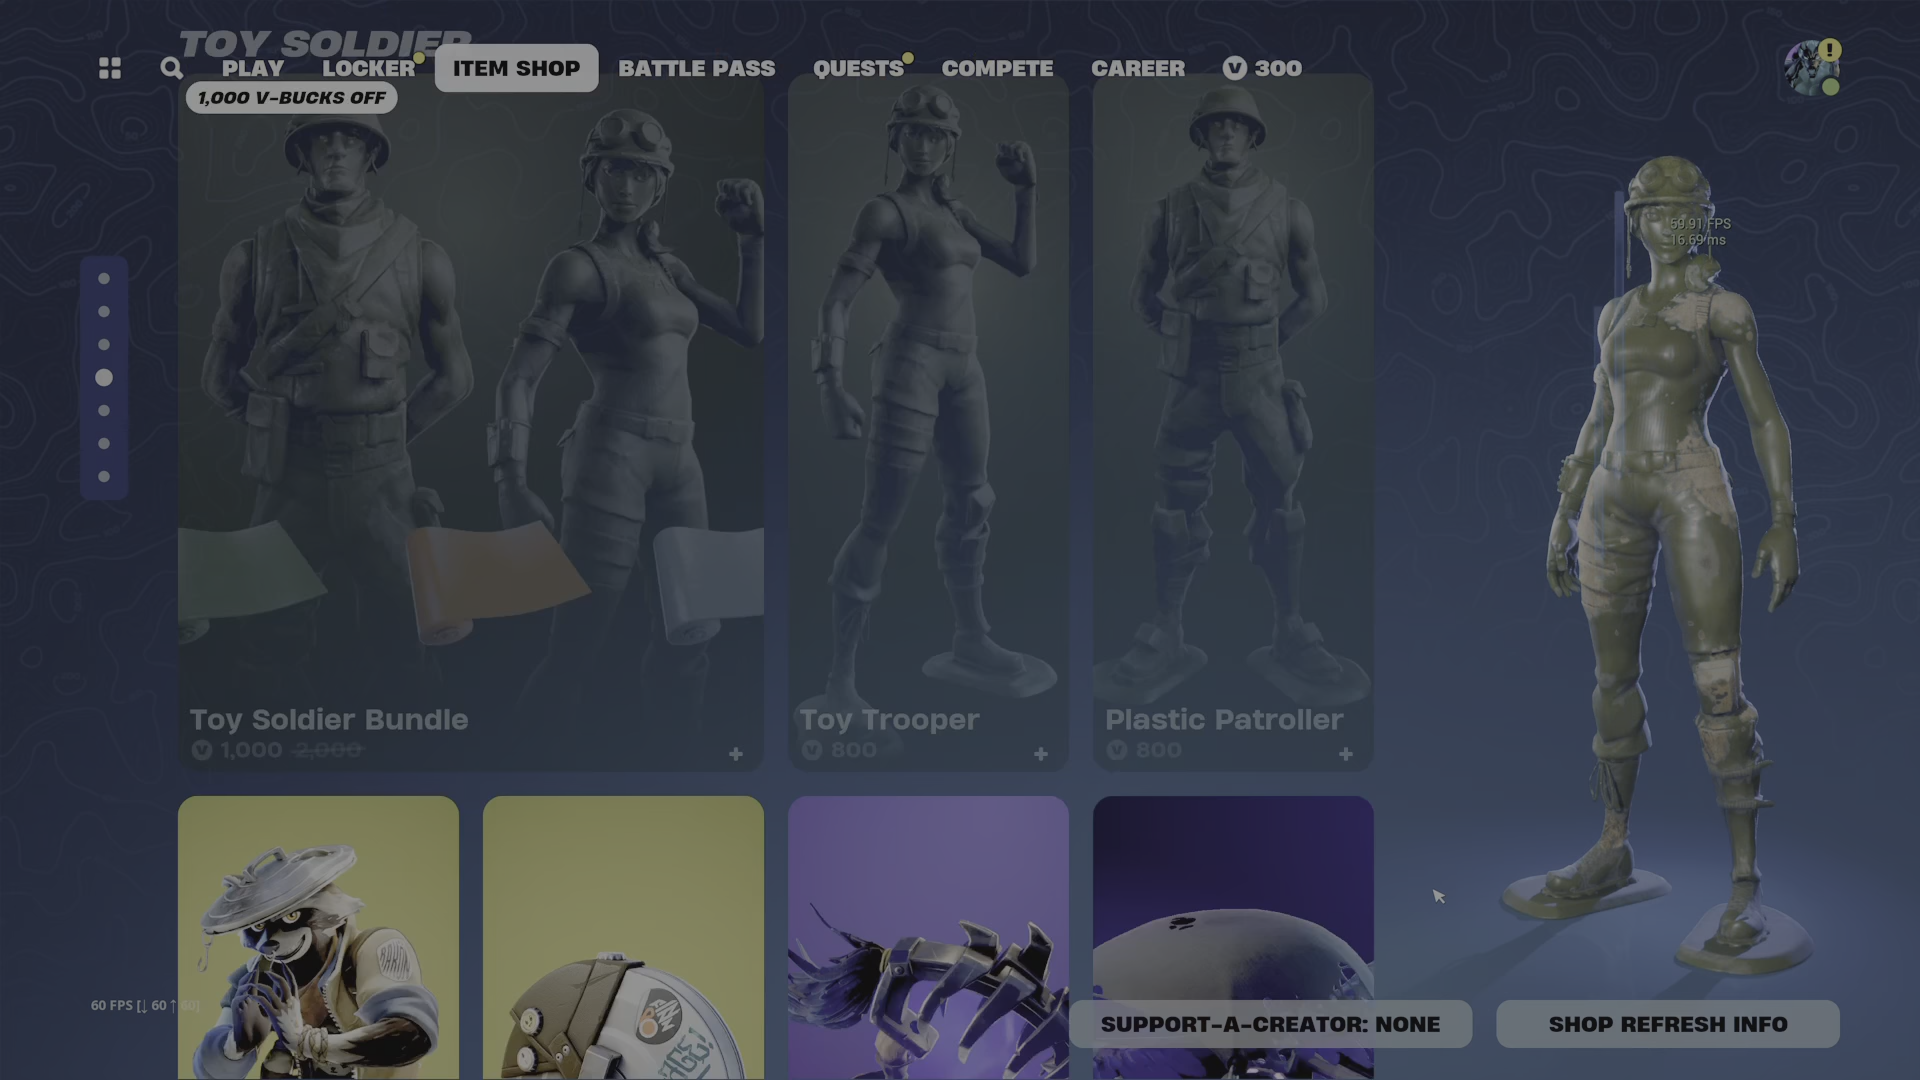 TOY SOLDIER
PLAY
LOCKER
ITEM SHOP
BATTLE PASS
QUESTS
COMPETE
CAREER
V 300
!
1,000 V-BUCKS OFF
59.91 FPS
16.69 ms
Toy Soldier Bundle
V 1,000 2,000
+
Toy Trooper
V 800
+
Plastic Patroller
V 800
+
60 FPS [↓ 60 ↑ 60]
SUPPORT-A-CREATOR: NONE
SHOP REFRESH INFO